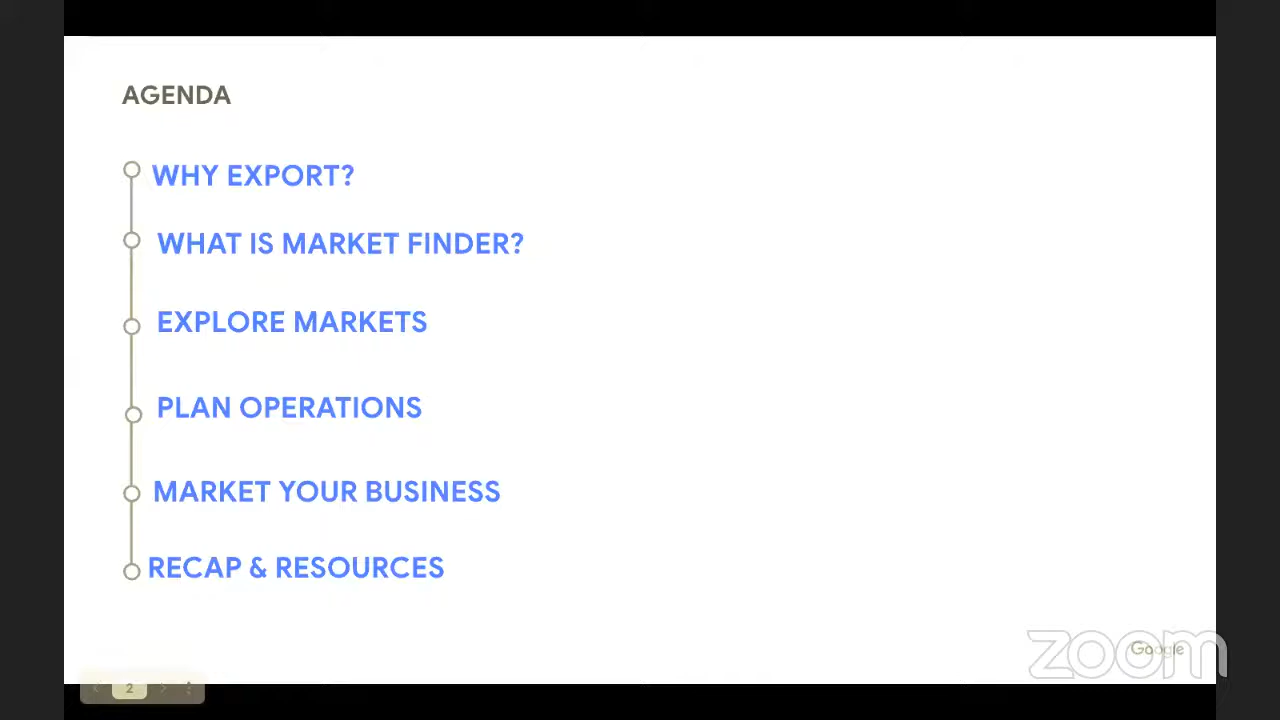 AGENDA
WHY EXPORT?
WHAT IS MARKET FINDER?
EXPLORE MARKETS
PLAN OPERATIONS
MARKET YOUR BUSINESS
RECAP & RESOURCES
Google
zoom
2